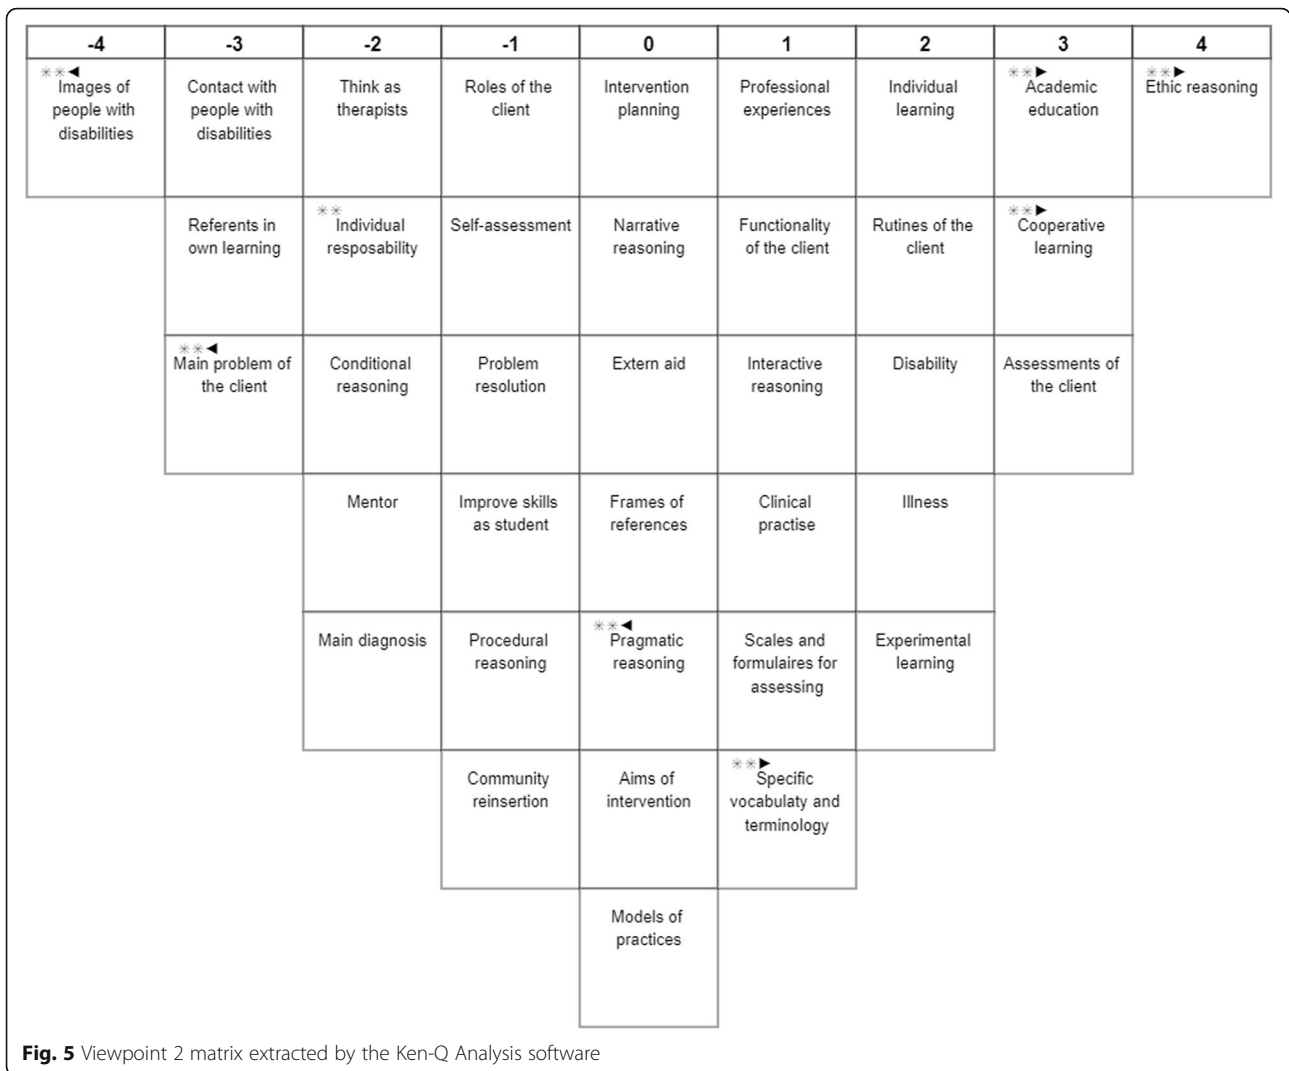 -4 -3 -2 -1 0 1 2 3 4
**◀ Images of people with disabilities
Contact with people with disabilities
Think as therapists
Roles of the client
Intervention planning
Professional experiences
Individual learning
**▶ Academic education
**▶ Ethic reasoning
Referents in own learning
** Individual resposability
Self-assessment
Narrative reasoning
Functionality of the client
Rutines of the client
**▶ Cooperative learning
**◀ Main problem of the client
Conditional reasoning
Problem resolution
Extern aid
Interactive reasoning
Disability
Assessments of the client
Mentor
Improve skills as student
Frames of references
Clinical practise
Illness
Main diagnosis
Procedural reasoning
**◀ Pragmatic reasoning
Scales and formulaires for assessing
Experimental learning
Community reinsertion
Aims of intervention
**▶ Specific vocabulaty and terminology
Models of practices
Fig. 5 Viewpoint 2 matrix extracted by the Ken-Q Analysis software